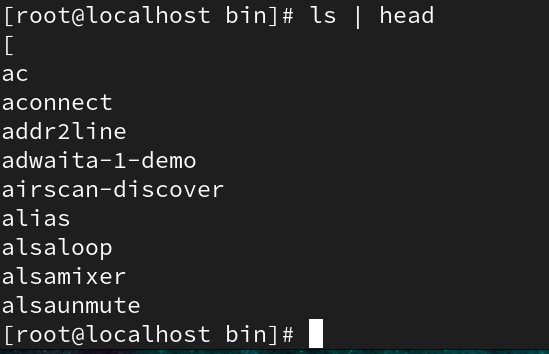 [root@localhost bin]# ls | head
[
ac
aconnect
addr2line
adwaita-1-demo
airscan-discover
alias
alsaloop
alsamixer
alsaunmute
[root@localhost bin]#